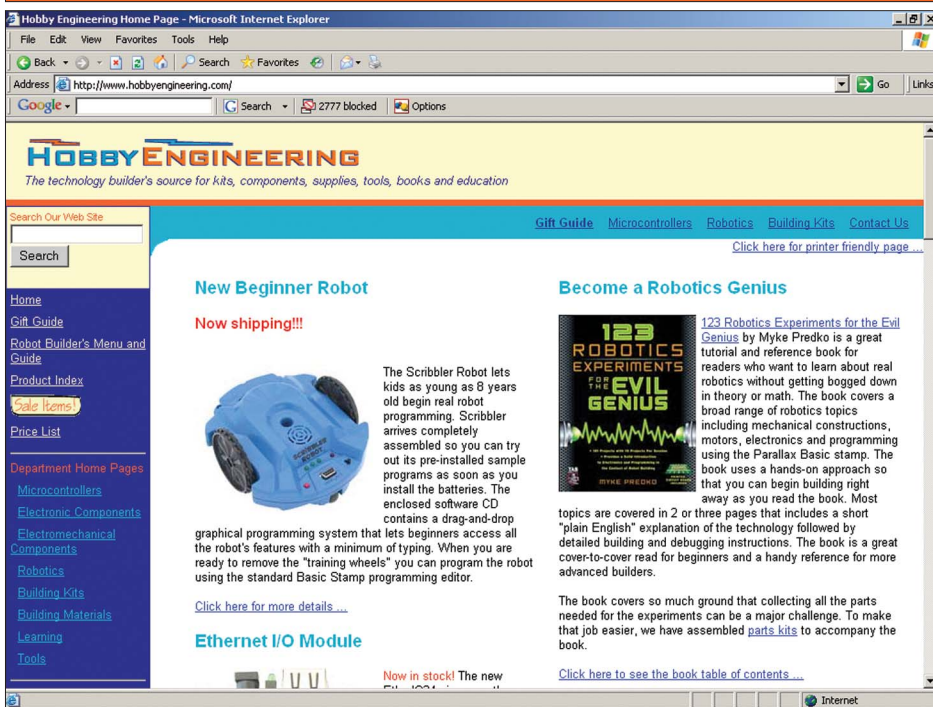 Hobby Engineering Home Page - Microsoft Internet Explorer
File Edit View Favorites Tools Help
Back Search Favorites
Address http://www.hobbyengineering.com/ Go Links
Google Search 2777 blocked Options
HOBBYENGINEERING
The technology builder's source for kits, components, supplies, tools, books and education
Search Our Web Site
Search
Gift Guide Microcontrollers Robotics Building Kits Contact Us
Click here for printer friendly page ...
Home
Gift Guide
Robot Builder's Menu and
Guide
Product Index
Sale Items!
Price List
Department Home Pages
Microcontrollers
Electronic Components
Electromechanical
Components
Robotics
Building Kits
Building Materials
Learning
Tools
New Beginner Robot
Now shipping!!!
SCRIBBLER
ROBOT
The Scribbler Robot lets
kids as young as 8 years
old begin real robot
programming. Scribbler
arrives completely
assembled so you can try
out its pre-installed sample
programs as soon as you
install the batteries. The
enclosed software CD
contains a drag-and-drop
graphical programming system that lets beginners access all
the robot's features with a minimum of typing. When you are
ready to remove the "training wheels" you can program the robot
using the standard Basic Stamp programming editor.
Click here for more details ...
Ethernet I/O Module
Now in stock! The new
Become a Robotics Genius
123
ROBOTICS
EXPERIMENTS
FOR THE EVIL
GENIUS
MYKE PREDKO
123 Robotics Experiments for the Evil
Genius by Myke Predko is a great
tutorial and reference book for
readers who want to learn about real
robotics without getting bogged down
in theory or math. The book covers a
broad range of robotics topics
including mechanical constructions,
motors, electronics and programming
using the Parallax Basic stamp. The
book uses a hands-on approach so
that you can begin building right
away as you read the book. Most
topics are covered in 2 or three pages that includes a short
"plain English" explanation of the technology followed by
detailed building and debugging instructions. The book is a great
cover-to-cover read for beginners and a handy reference for more
advanced builders.
The book covers so much ground that collecting all the parts
needed for the experiments can be a major challenge. To make
that job easier, we have assembled parts kits to accompany the
book.
Click here to see the book table of contents ...
Internet